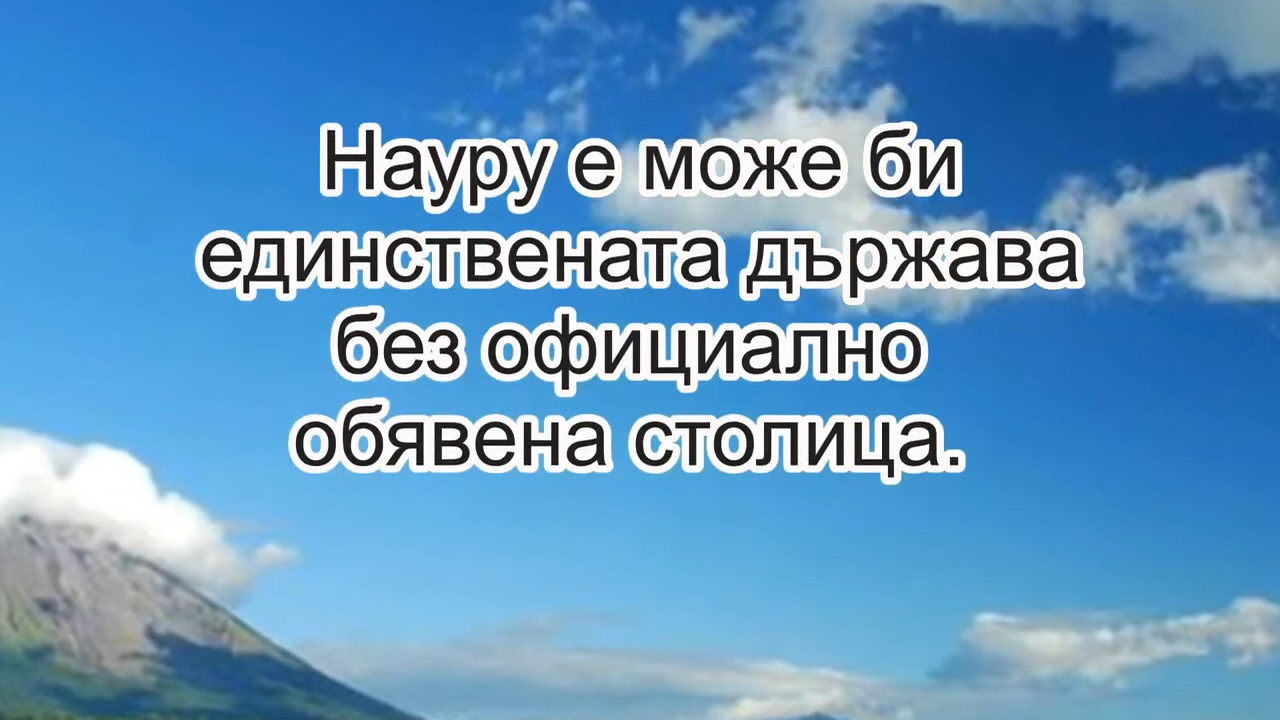 Науру е може би
единствената държава
без официално
обявена столица.